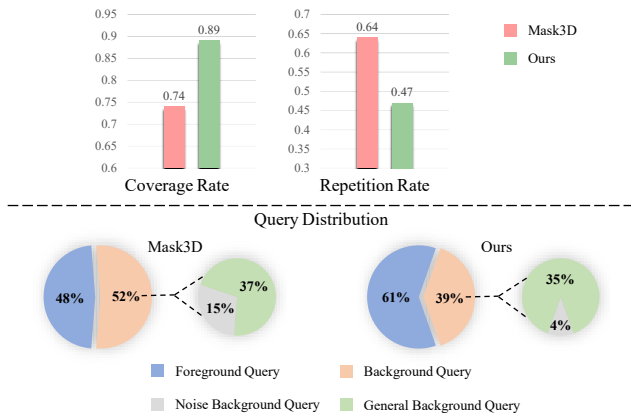 0.95
0.9
0.85
0.8
0.75
0.7
0.65
0.6
0.74
0.89
Coverage Rate
0.7
0.65
0.6
0.55
0.5
0.45
0.4
0.35
0.3
0.64
0.47
Repetition Rate
Mask3D
Ours
Query Distribution
Mask3D
48%
52%
37%
15%
Ours
61%
39%
35%
4%
Foreground Query
Background Query
Noise Background Query
General Background Query